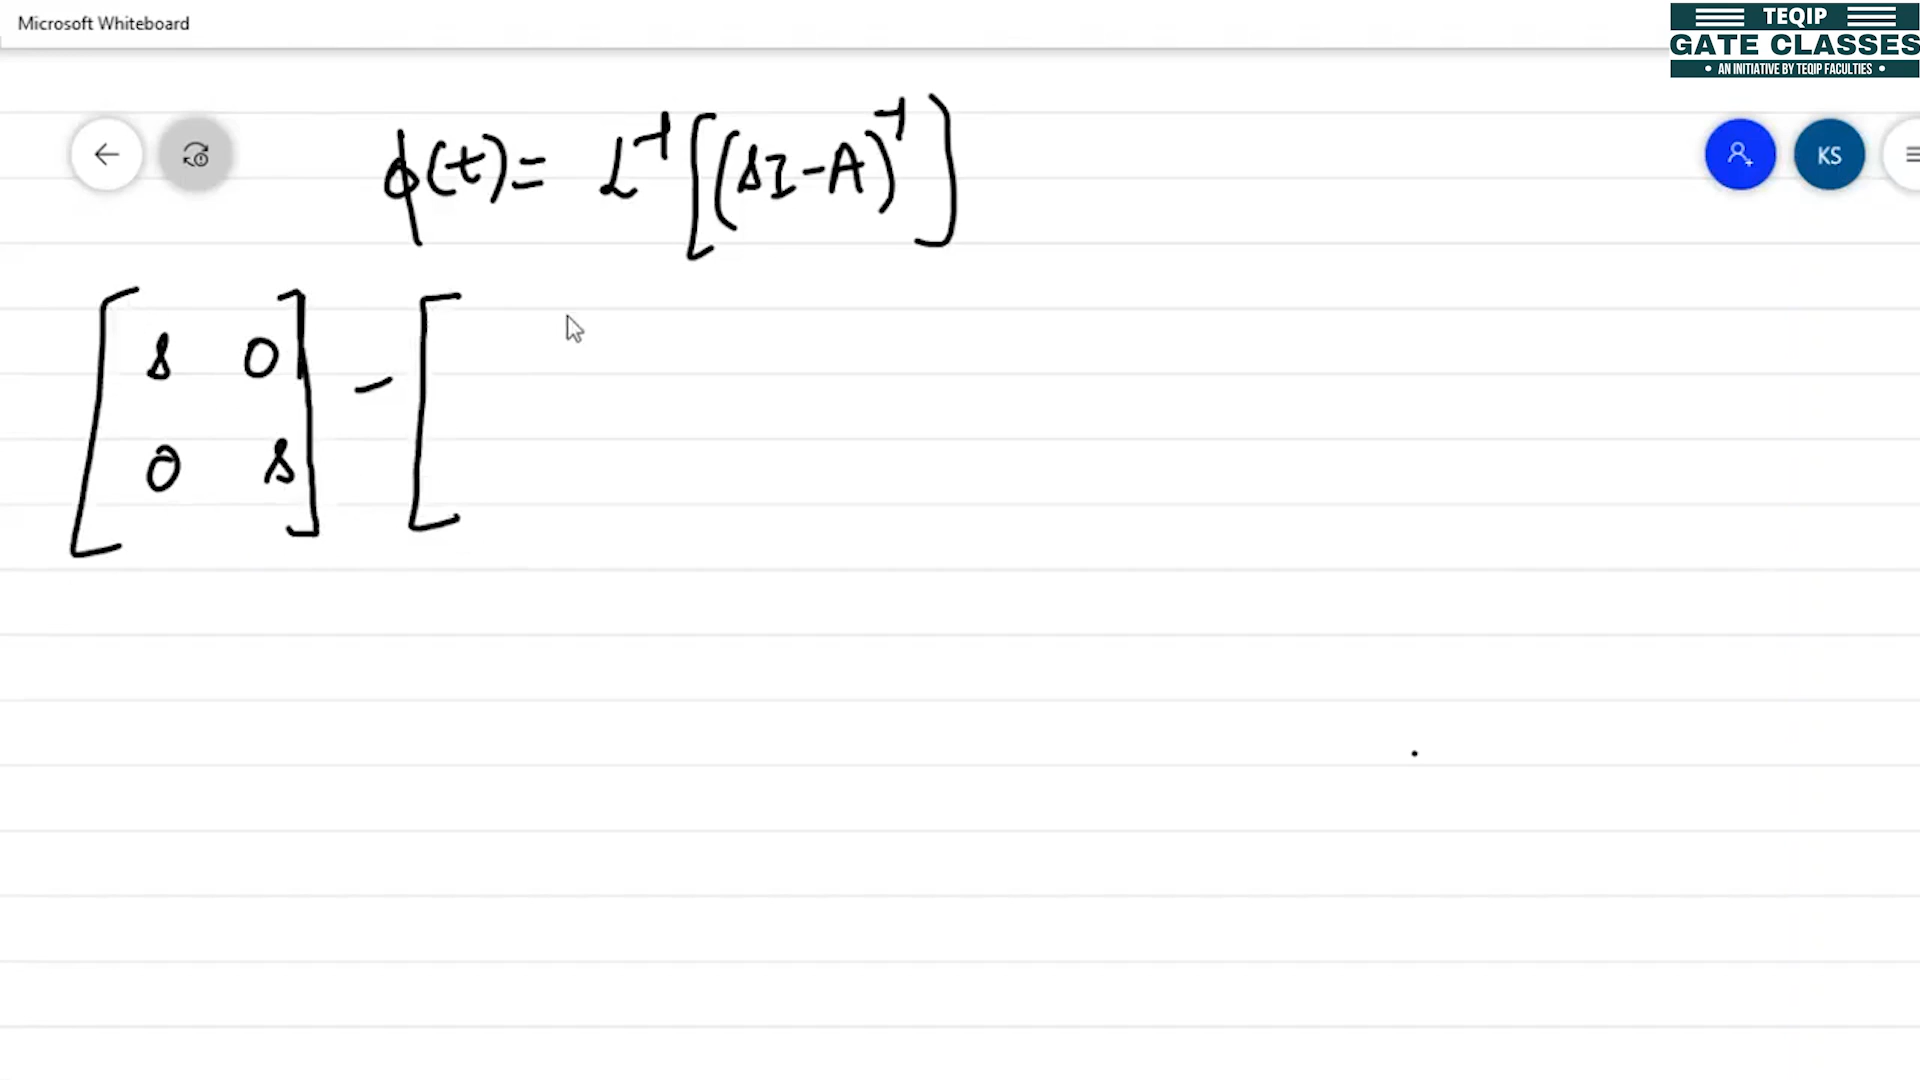 Microsoft Whiteboard
TEQIP
GATE CLASSES
• AN INITIATIVE BY TEQIP FACULTIES •
KS
ϕ(t) = L⁻¹[(sI-A)⁻¹]
[s 0] - [
[0 s]